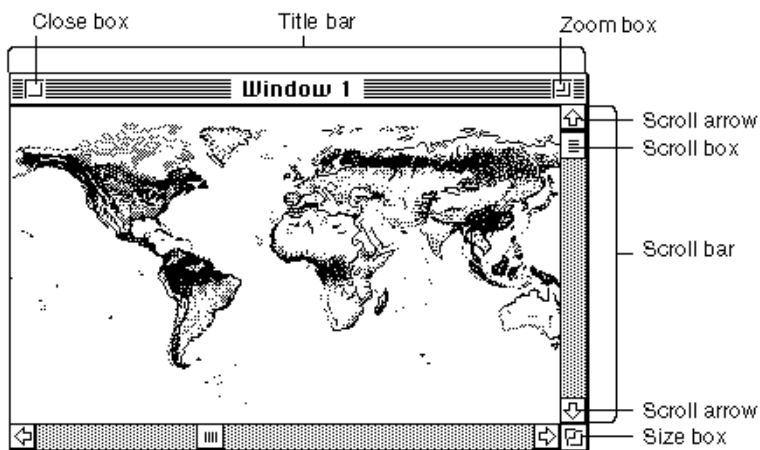 Close box
Title bar
Zoom box
Window 1
Scroll arrow
Scroll box
Scroll bar
Scroll arrow
Size box